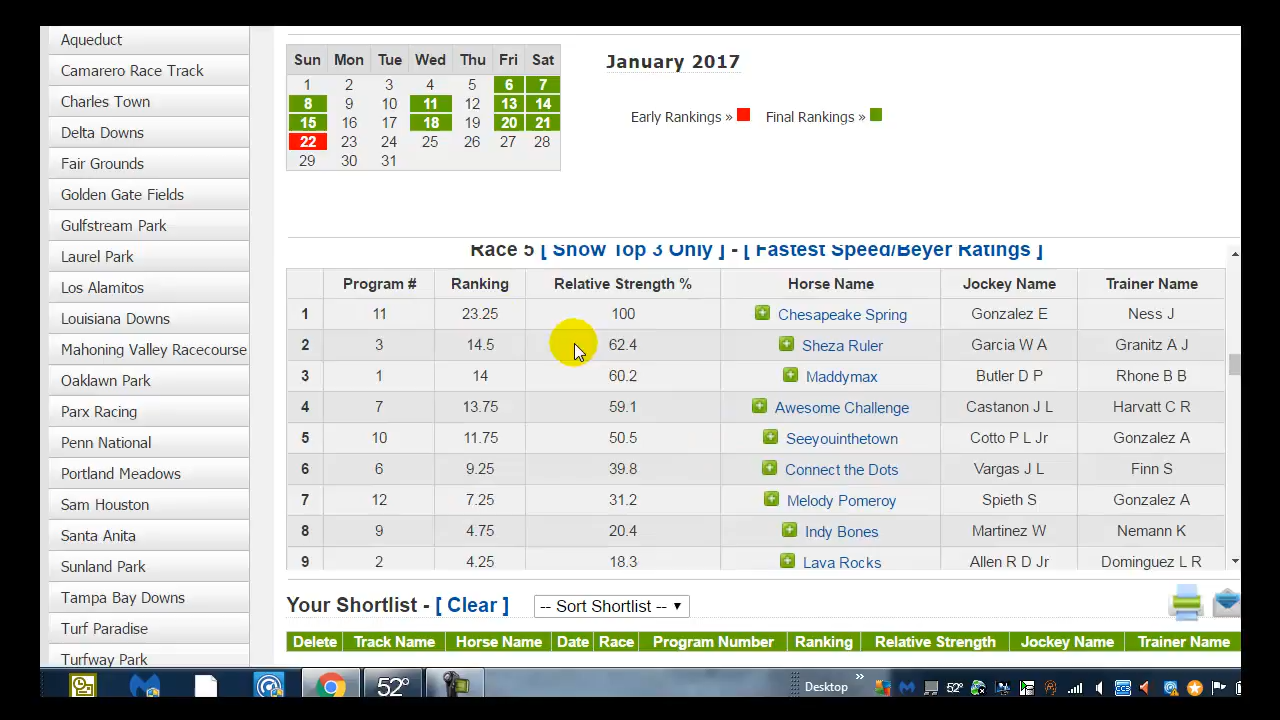 Aqueduct
Camarero Race Track
Charles Town
Delta Downs
Fair Grounds
Golden Gate Fields
Gulfstream Park
Laurel Park
Los Alamitos
Louisiana Downs
Mahoning Valley Racecourse
Oaklawn Park
Parx Racing
Penn National
Portland Meadows
Sam Houston
Santa Anita
Sunland Park
Tampa Bay Downs
Turf Paradise
Turfway Park
Sun Mon Tue Wed Thu Fri Sat
1 2 3 4 5 6 7
8 9 10 11 12 13 14
15 16 17 18 19 20 21
22 23 24 25 26 27 28
29 30 31
January 2017
Early Rankings » Final Rankings »
Race 5 [ Show Top 3 Only ] - [ Fastest Speed/Beyer Ratings ]
Program # Ranking Relative Strength % Horse Name Jockey Name Trainer Name
1 11 23.25 100 Chesapeake Spring Gonzalez E Ness J
2 3 14.5 62.4 Sheza Ruler Garcia W A Granitz A J
3 1 14 60.2 Maddymax Butler D P Rhone B B
4 7 13.75 59.1 Awesome Challenge Castanon J L Harvatt C R
5 10 11.75 50.5 Seeyouinthetown Cotto P L Jr Gonzalez A
6 6 9.25 39.8 Connect the Dots Vargas J L Finn S
7 12 7.25 31.2 Melody Pomeroy Spieth S Gonzalez A
8 9 4.75 20.4 Indy Bones Martinez W Nemann K
9 2 4.25 18.3 Lava Rocks Allen R D Jr Dominguez L R
Your Shortlist - [ Clear ] -- Sort Shortlist --
Delete Track Name Horse Name Date Race Program Number Ranking Relative Strength Jockey Name Trainer Name
52° Desktop » 52°